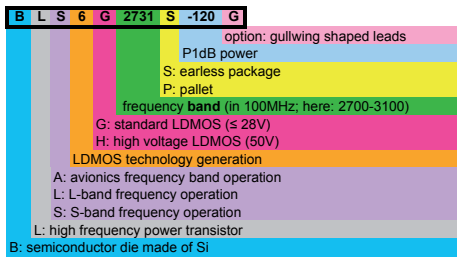 B L S 6 G 2731 S -120 G
option: gullwing shaped leads
P1dB power
S: earless package
P: pallet
frequency band (in 100MHz; here: 2700-3100)
G: standard LDMOS (≤ 28V)
H: high voltage LDMOS (50V)
LDMOS technology generation
A: avionics frequency band operation
L: L-band frequency operation
S: S-band frequency operation
L: high frequency power transistor
B: semiconductor die made of Si